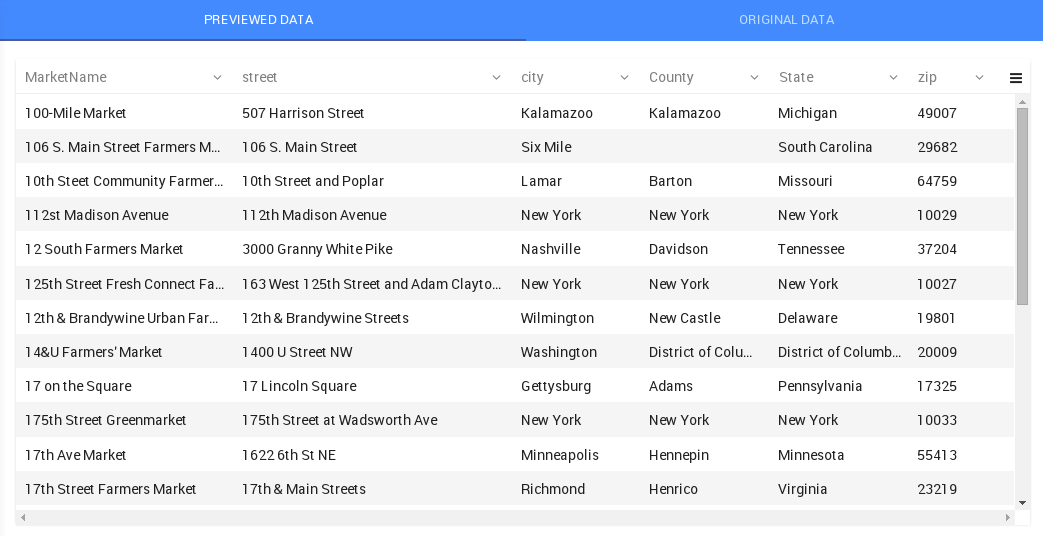 PREVIEWED DATA ORIGINAL DATA
MarketName street city County State zip
100-Mile Market 507 Harrison Street Kalamazoo Kalamazoo Michigan 49007
106 S. Main Street Farmers M... 106 S. Main Street Six Mile South Carolina 29682
10th Steet Community Farmer... 10th Street and Poplar Lamar Barton Missouri 64759
112st Madison Avenue 112th Madison Avenue New York New York New York 10029
12 South Farmers Market 3000 Granny White Pike Nashville Davidson Tennessee 37204
125th Street Fresh Connect Fa... 163 West 125th Street and Adam Clayto... New York New York New York 10027
12th & Brandywine Urban Far... 12th & Brandywine Streets Wilmington New Castle Delaware 19801
14&U Farmers' Market 1400 U Street NW Washington District of Colu... District of Columb... 20009
17 on the Square 17 Lincoln Square Gettysburg Adams Pennsylvania 17325
175th Street Greenmarket 175th Street at Wadsworth Ave New York New York New York 10033
17th Ave Market 1622 6th St NE Minneapolis Hennepin Minnesota 55413
17th Street Farmers Market 17th & Main Streets Richmond Henrico Virginia 23219